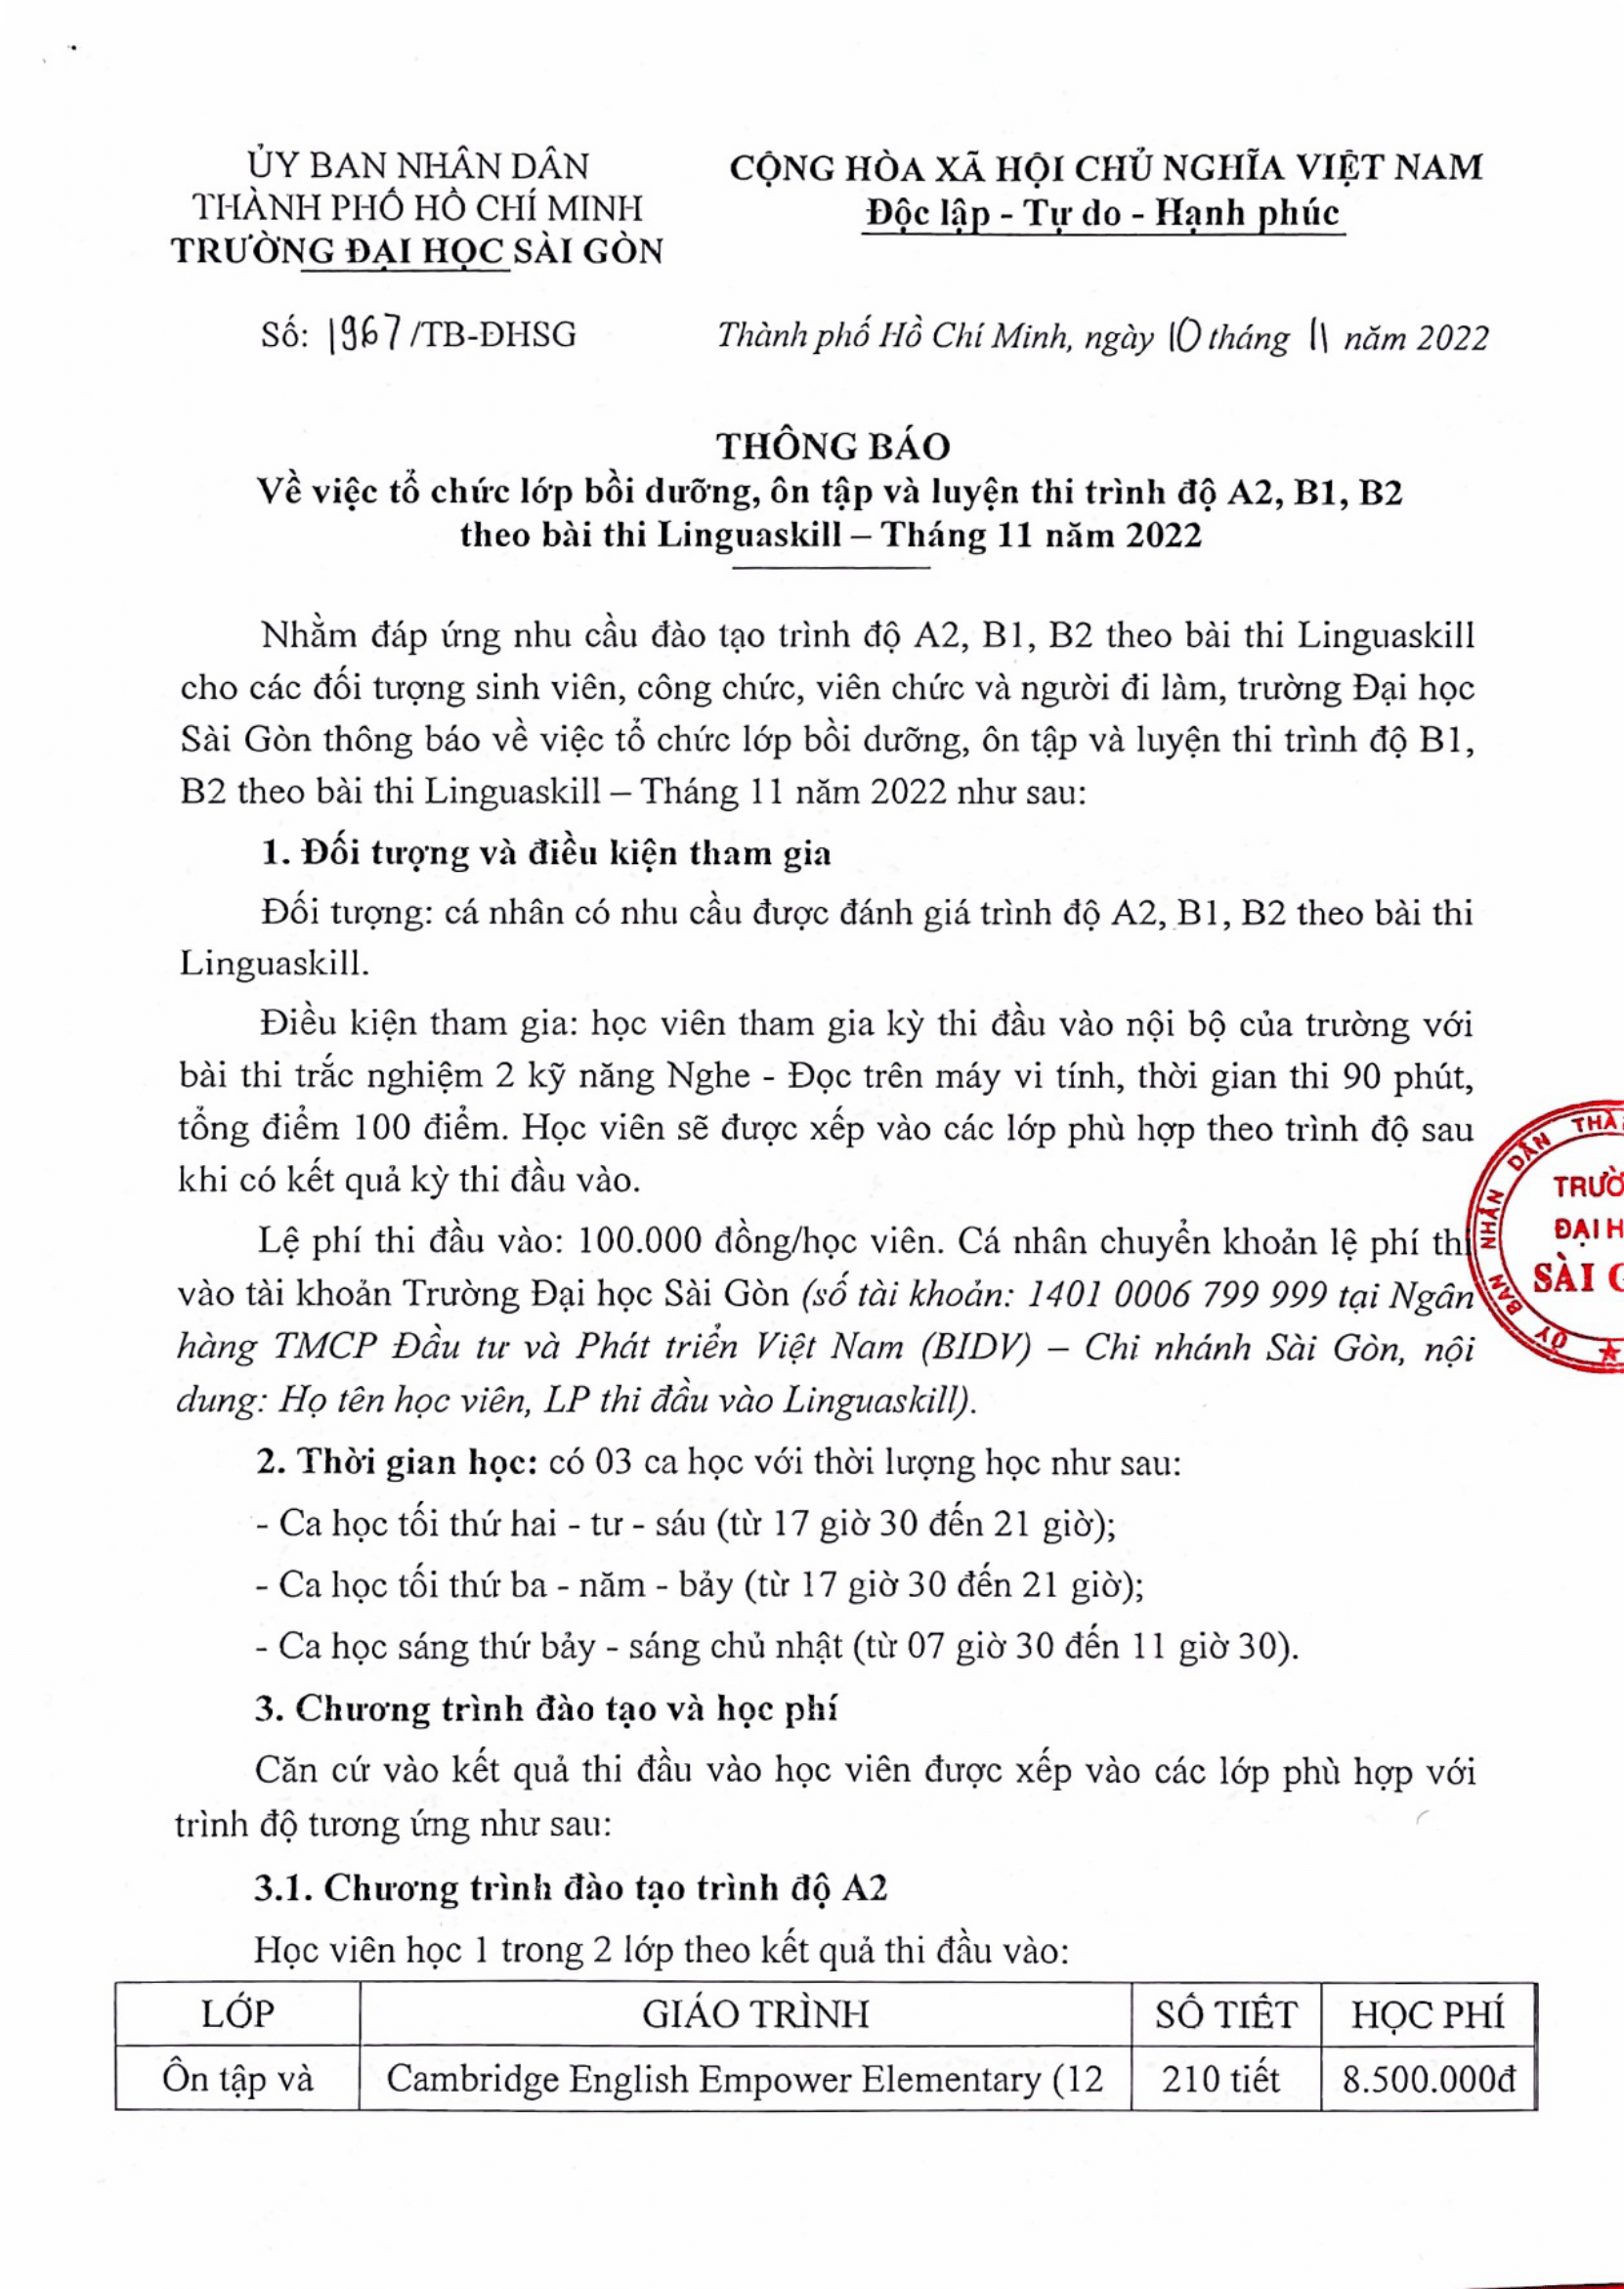 ỦY BAN NHÂN DÂN
THÀNH PHỐ HỒ CHÍ MINH
TRƯỜNG ĐẠI HỌC SÀI GÒN
CỘNG HÒA XÃ HỘI CHỦ NGHĨA VIỆT NAM
Độc lập - Tự do - Hạnh phúc
Số: 1967/TB-ĐHSG
Thành phố Hồ Chí Minh, ngày 10 tháng 11 năm 2022
THÔNG BÁO
Về việc tổ chức lớp bồi dưỡng, ôn tập và luyện thi trình độ A2, B1, B2
theo bài thi Linguaskill – Tháng 11 năm 2022
Nhằm đáp ứng nhu cầu đào tạo trình độ A2, B1, B2 theo bài thi Linguaskill
cho các đối tượng sinh viên, công chức, viên chức và người đi làm, trường Đại học
Sài Gòn thông báo về việc tổ chức lớp bồi dưỡng, ôn tập và luyện thi trình độ B1,
B2 theo bài thi Linguaskill – Tháng 11 năm 2022 như sau:
1. Đối tượng và điều kiện tham gia
Đối tượng: cá nhân có nhu cầu được đánh giá trình độ A2, B1, B2 theo bài thi
Linguaskill.
Điều kiện tham gia: học viên tham gia kỳ thi đầu vào nội bộ của trường với
bài thi trắc nghiệm 2 kỹ năng Nghe - Đọc trên máy vi tính, thời gian thi 90 phút,
tổng điểm 100 điểm. Học viên sẽ được xếp vào các lớp phù hợp theo trình độ sau
khi có kết quả kỳ thi đầu vào.
Lệ phí thi đầu vào: 100.000 đồng/học viên. Cá nhân chuyển khoản lệ phí thi
vào tài khoản Trường Đại học Sài Gòn (số tài khoản: 1401 0006 799 999 tại Ngân
hàng TMCP Đầu tư và Phát triển Việt Nam (BIDV) – Chi nhánh Sài Gòn, nội
dung: Họ tên học viên, LP thi đầu vào Linguaskill).
ỦY BAN NHÂN DÂN THÀ
TRƯỜ
ĐẠI H
SÀI G
2. Thời gian học: có 03 ca học với thời lượng học như sau:
- Ca học tối thứ hai - tư - sáu (từ 17 giờ 30 đến 21 giờ);
- Ca học tối thứ ba - năm - bảy (từ 17 giờ 30 đến 21 giờ);
- Ca học sáng thứ bảy - sáng chủ nhật (từ 07 giờ 30 đến 11 giờ 30).
3. Chương trình đào tạo và học phí
Căn cứ vào kết quả thi đầu vào học viên được xếp vào các lớp phù hợp với
trình độ tương ứng như sau:
3.1. Chương trình đào tạo trình độ A2
Học viên học 1 trong 2 lớp theo kết quả thi đầu vào:
LỚP GIÁO TRÌNH SỐ TIẾT HỌC PHÍ
Ôn tập và Cambridge English Empower Elementary (12 210 tiết 8.500.000đ